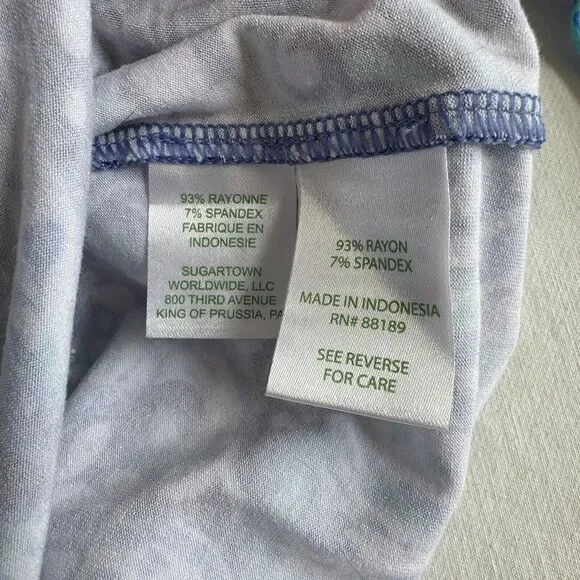 93% RAYONNE
7% SPANDEX
FABRIQUE EN
INDONESIE
SUGARTOWN
WORLDWIDE, LLC
800 THIRD AVENUE
KING OF PRUSSIA, PA
93% RAYON
7% SPANDEX
MADE IN INDONESIA
RN# 88189
SEE REVERSE
FOR CARE